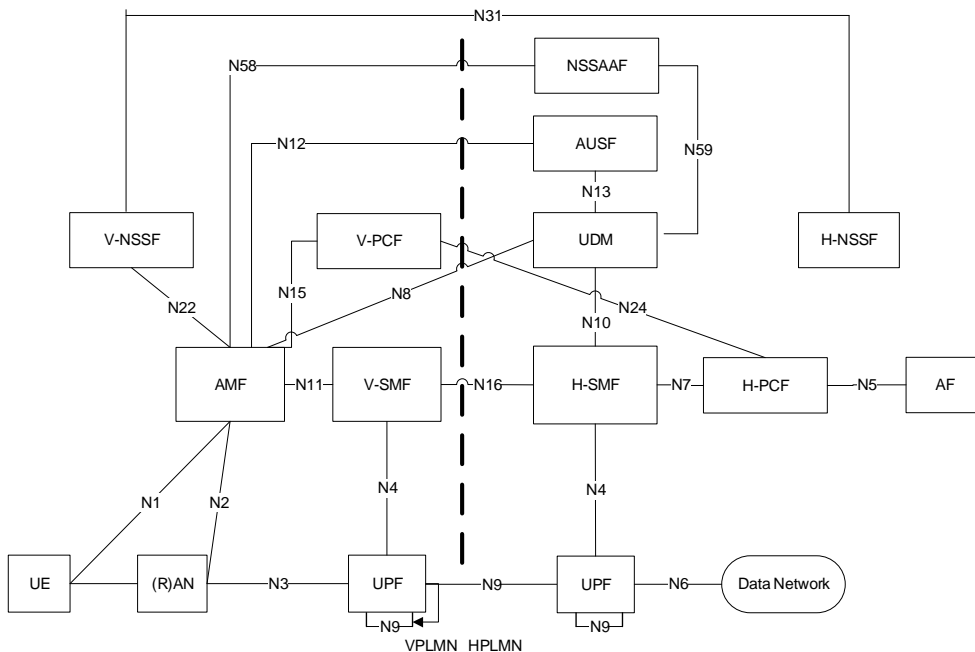 N31
N58
NSSAAF
N12
AUSF
N59
N13
V-NSSF
V-PCF
UDM
H-NSSF
N22
N15
N8
N24
N10
AMF
N11
V-SMF
N16
H-SMF
N7
H-PCF
N5
AF
N1
N2
N4
N4
UE
(R)AN
N3
UPF
N9
UPF
N6
Data Network
N9
N9
VPLMN HPLMN